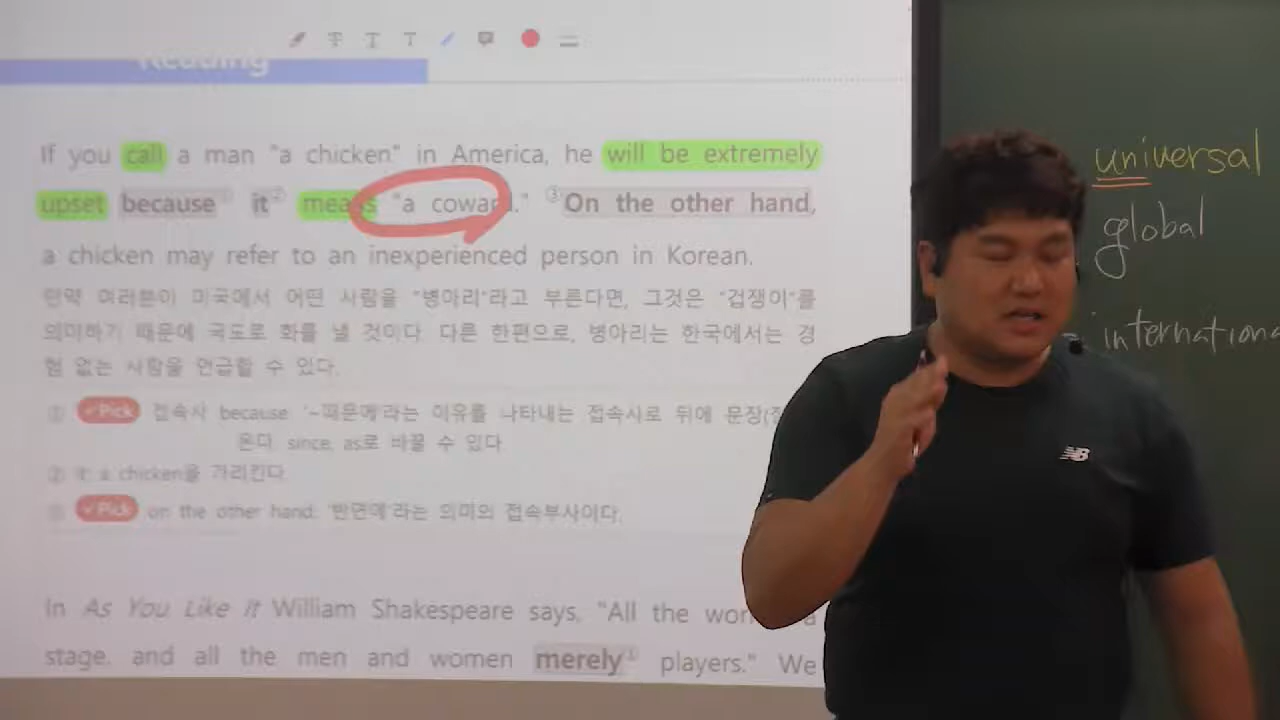 Reading
If you call a man "a chicken" in America, he will be extremely
upset because① it② means "a coward." ③On the other hand,
a chicken may refer to an inexperienced person in Korean.
만약 여러분이 미국에서 어떤 사람을 "병아리"라고 부른다면, 그것은 "겁쟁이"를
의미하기 때문에 극도로 화를 낼 것이다. 다른 한편으로, 병아리는 한국에서는 경
험 없는 사람을 언급할 수 있다.
① ✓Pick 접속사 because '~때문에'라는 이유를 나타내는 접속사로 뒤에 문장(
온다. since, as로 바꿀 수 있다
② it: a chicken을 가리킨다
③ ✓Pick on the other hand: '반면에'라는 의미의 접속부사이다.
In As You Like It William Shakespeare says, "All the a
stage, and all the men and women merely① players." We
universal
global
internationa
NB